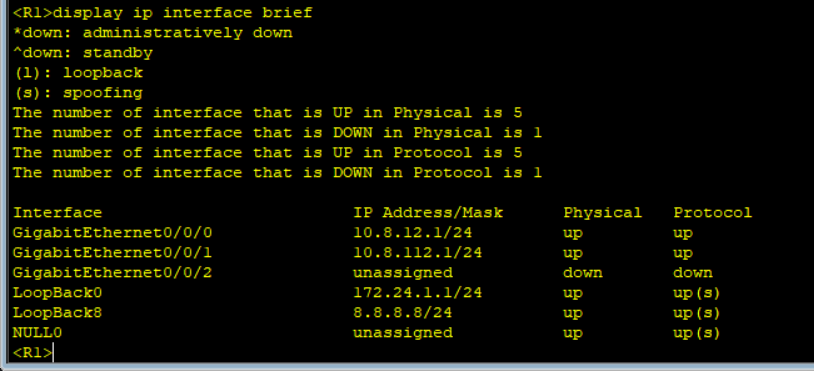 <R1>display ip interface brief
*down: administratively down
^down: standby
(l): loopback
(s): spoofing
The number of interface that is UP in Physical is 5
The number of interface that is DOWN in Physical is 1
The number of interface that is UP in Protocol is 5
The number of interface that is DOWN in Protocol is 1
Interface IP Address/Mask Physical Protocol
GigabitEthernet0/0/0 10.8.12.1/24 up up
GigabitEthernet0/0/1 10.8.112.1/24 up up
GigabitEthernet0/0/2 unassigned down down
LoopBack0 172.24.1.1/24 up up(s)
LoopBack8 8.8.8.8/24 up up(s)
NULL0 unassigned up up(s)
<R1>